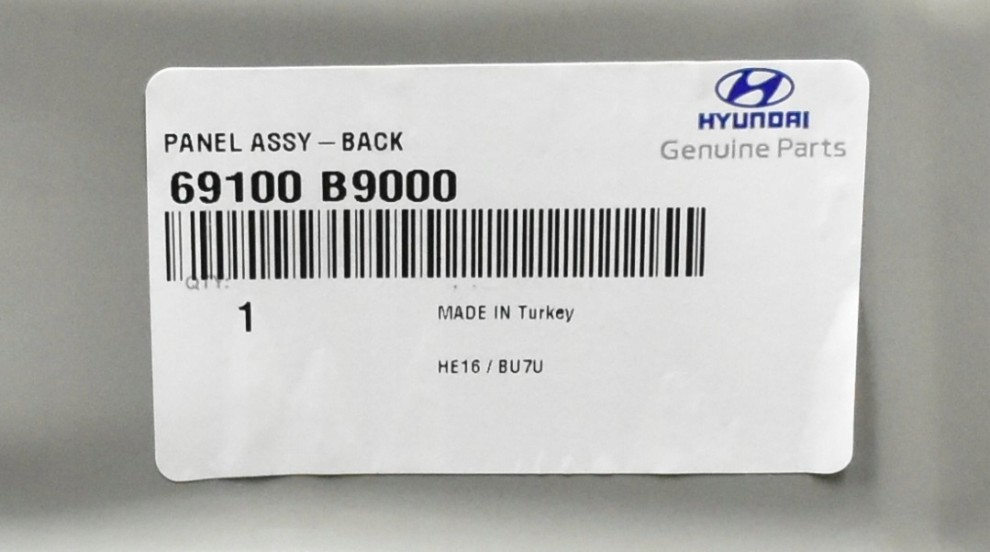 HYUNDAI
Genuine Parts
PANEL ASSY – BACK
69100 B9000
QTY:
1
MADE IN Turkey
HE16 / BU7U